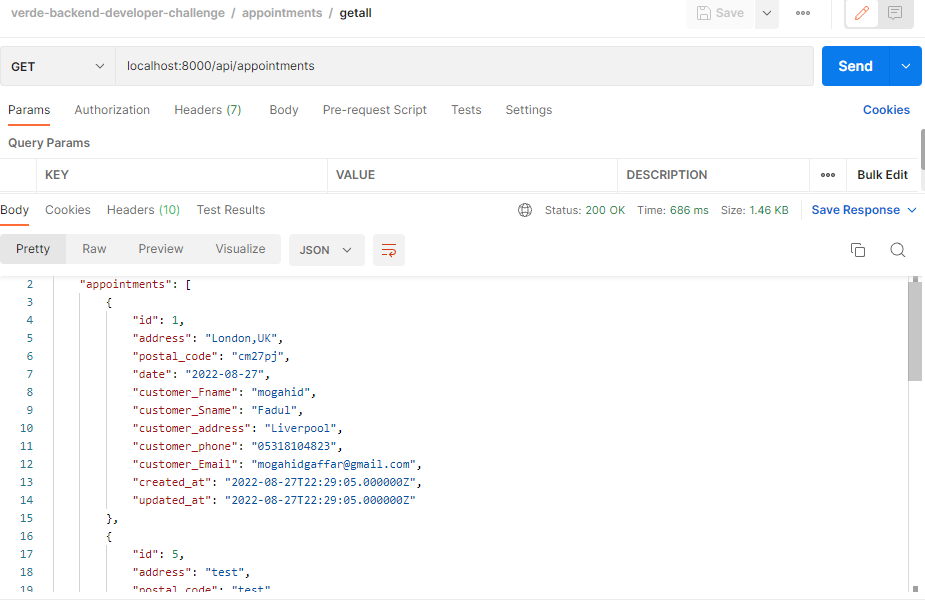 verde-backend-developer-challenge / appointments / getall
Save
GET
localhost:8000/api/appointments
Send
Params Authorization Headers (7) Body Pre-request Script Tests Settings Cookies
Query Params
KEY VALUE DESCRIPTION Bulk Edit
Body Cookies Headers (10) Test Results Status: 200 OK Time: 686 ms Size: 1.46 KB Save Response
Pretty Raw Preview Visualize JSON
2 "appointments": [
3 {
4 "id": 1,
5 "address": "London,UK",
6 "postal_code": "cm27pj",
7 "date": "2022-08-27",
8 "customer_Fname": "mogahid",
9 "customer_Sname": "Fadul",
10 "customer_address": "Liverpool",
11 "customer_phone": "05318104823",
12 "customer_Email": "mogahidgaffar@gmail.com",
13 "created_at": "2022-08-27T22:29:05.000000Z",
14 "updated_at": "2022-08-27T22:29:05.000000Z"
15 },
16 {
17 "id": 5,
18 "address": "test",
19 "postal_code": "test"